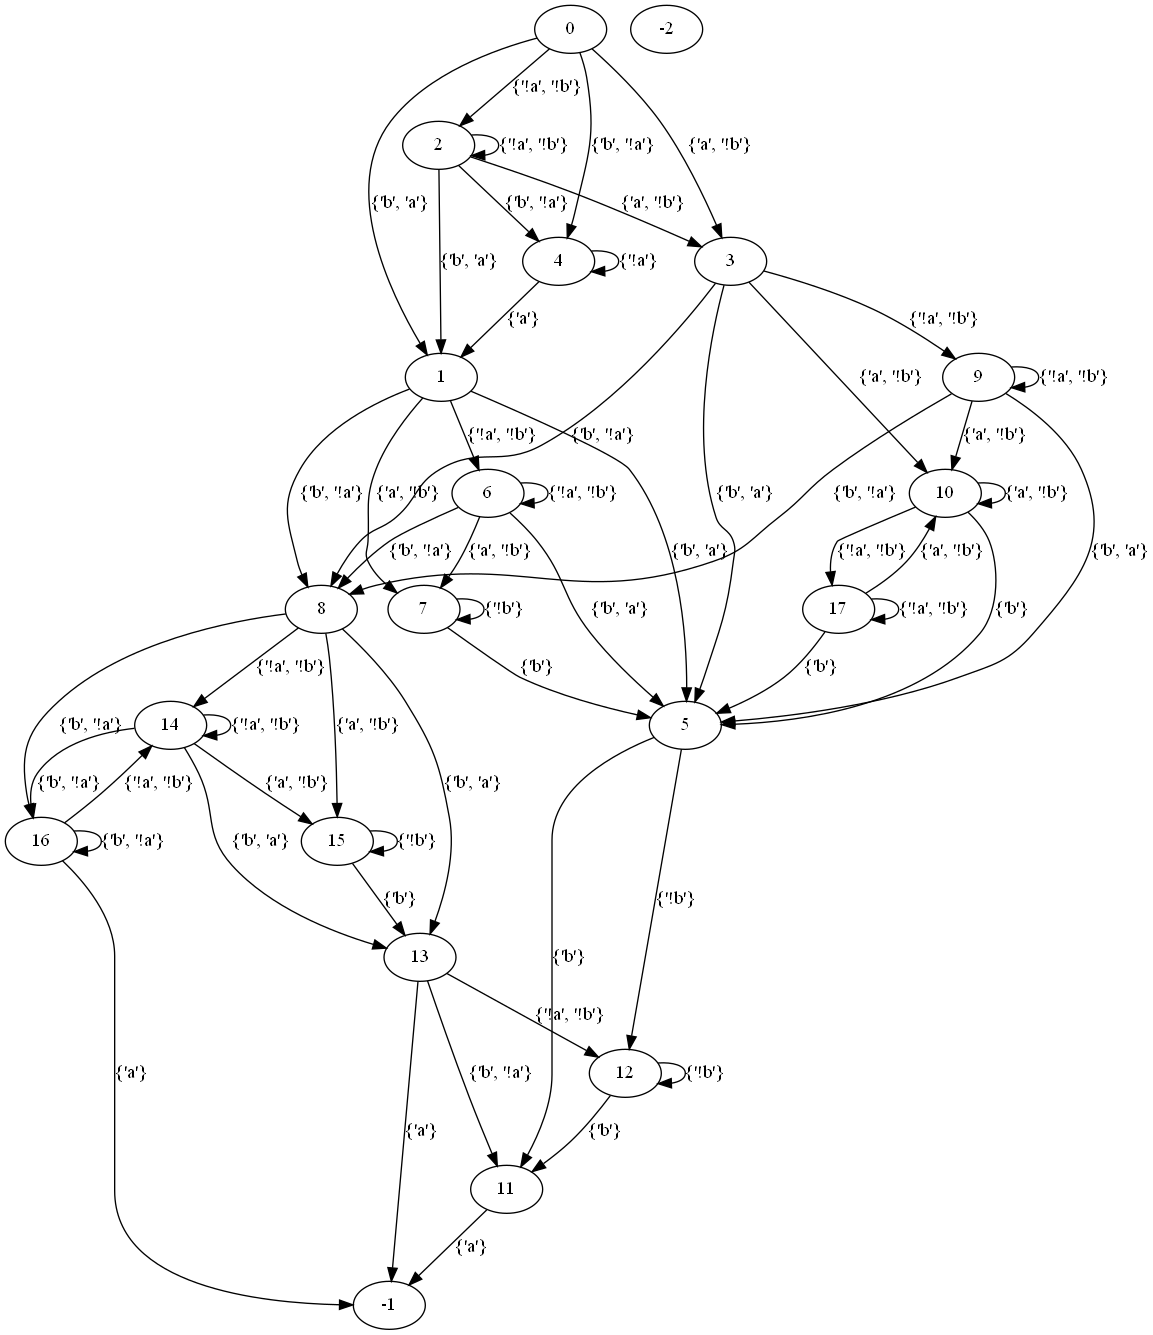 0 -2
{'!a', '!b'}
2 {'!a', '!b'} {'b', '!a'} {'a', '!b'}
{'b', 'a'} {'b', '!a'} {'a', '!b'}
{'b', 'a'} 4 {'!a'} 3
{'a'} {'!a', '!b'}
1 {'a', '!b'} 9 {'!a', '!b'}
{'!a', '!b'} {'b', '!a'} {'a', '!b'}
{'b', '!a'} {'a', '!b'} 6 {'!a', '!b'} {'b', 'a'} {'b', '!a'} 10 {'a', '!b'}
{'b', '!a'} {'a', '!b'} {'b', 'a'} {'!a', '!b'} {'a', '!b'} {'b', 'a'}
8 7 {'!b'} {'b', 'a'} 17 {'!a', '!b'} {'b'}
{'!a', '!b'} {'b'} {'b'}
{'b', '!a'} 14 {'!a', '!b'} {'a', '!b'} 5
{'b', '!a'} {'!a', '!b'} {'a', '!b'} {'b', 'a'}
16 {'b', '!a'} {'b', 'a'} 15 {'!b'}
{'b'} {'!b'}
13 {'b'}
{'!a', '!b'}
{'a'} {'b', '!a'} 12 {'!b'}
{'a'} {'b'}
11
{'a'}
-1